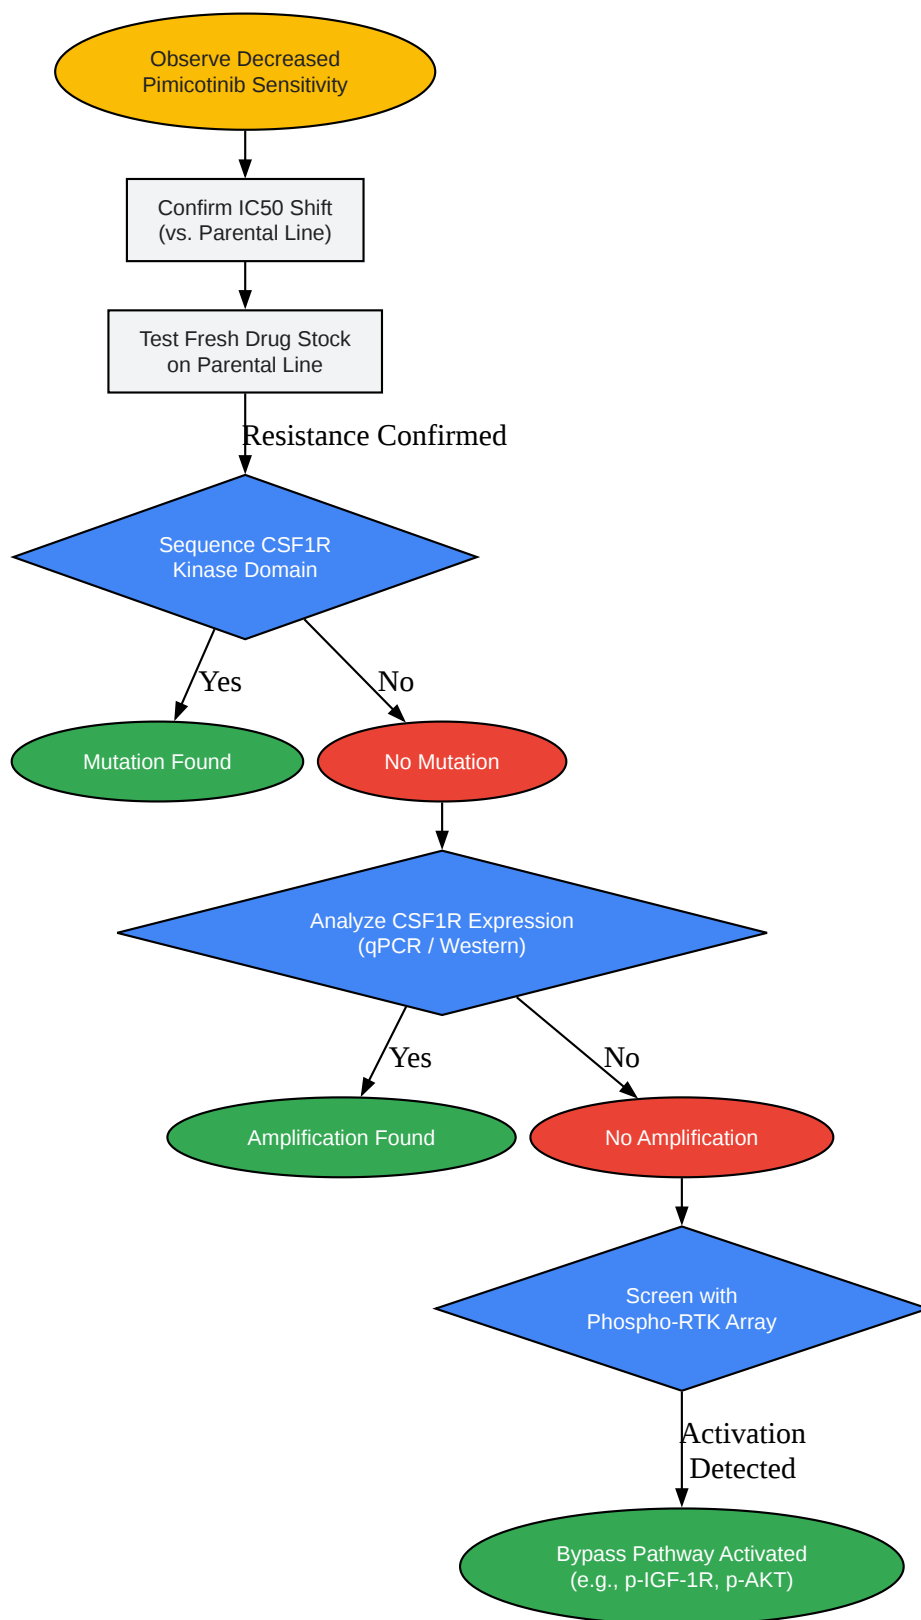 Observe Decreased
Pimicotinib Sensitivity
Confirm IC50 Shift
(vs. Parental Line)
Test Fresh Drug Stock
on Parental Line
Resistance Confirmed
Sequence CSF1R
Kinase Domain
Yes
No
Mutation Found
No Mutation
Analyze CSF1R Expression
(qPCR / Western)
Yes
No
Amplification Found
No Amplification
Screen with
Phospho-RTK Array
Activation
Detected
Bypass Pathway Activated
(e.g., p-IGF-1R, p-AKT)